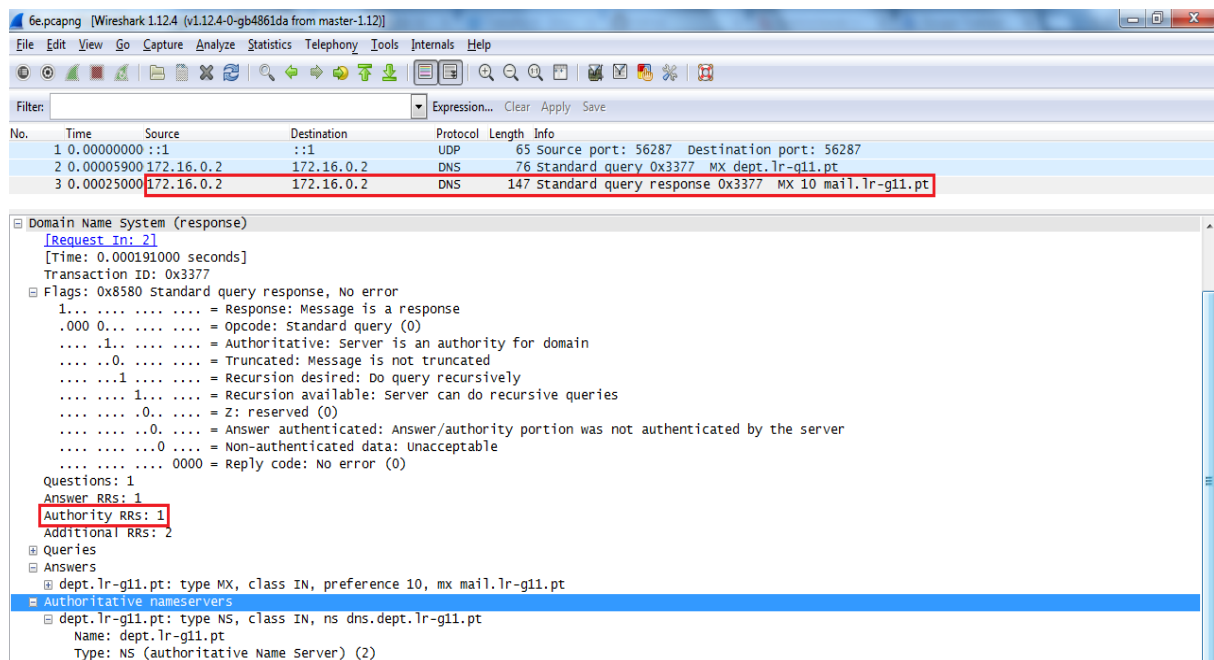 6e.pcapng [Wireshark 1.12.4 (v1.12.4-0-gb4861da from master-1.12)]
File Edit View Go Capture Analyze Statistics Telephony Tools Internals Help
Filter: Expression... Clear Apply Save
No. Time Source Destination Protocol Length Info
1 0.00000000 ::1 ::1 UDP 65 Source port: 56287 Destination port: 56287
2 0.00005900 172.16.0.2 172.16.0.2 DNS 76 Standard query 0x3377 MX dept.lr-g11.pt
3 0.00025000 172.16.0.2 172.16.0.2 DNS 147 Standard query response 0x3377 MX 10 mail.lr-g11.pt
Domain Name System (response)
[Request In: 2]
[Time: 0.000191000 seconds]
Transaction ID: 0x3377
Flags: 0x8580 Standard query response, No error
1... .... .... .... = Response: Message is a response
.000 0... .... .... = Opcode: Standard query (0)
.... .1.. .... .... = Authoritative: Server is an authority for domain
.... ..0. .... .... = Truncated: Message is not truncated
.... ...1 .... .... = Recursion desired: Do query recursively
.... .... 1... .... = Recursion available: Server can do recursive queries
.... .... .0.. .... = Z: reserved (0)
.... .... ..0. .... = Answer authenticated: Answer/authority portion was not authenticated by the server
.... .... ...0 .... = Non-authenticated data: Unacceptable
.... .... .... 0000 = Reply code: No error (0)
Questions: 1
Answer RRs: 1
Authority RRs: 1
Additional RRs: 2
Queries
Answers
dept.lr-g11.pt: type MX, class IN, preference 10, mx mail.lr-g11.pt
Authoritative nameservers
dept.lr-g11.pt: type NS, class IN, ns dns.dept.lr-g11.pt
Name: dept.lr-g11.pt
Type: NS (authoritative Name Server) (2)